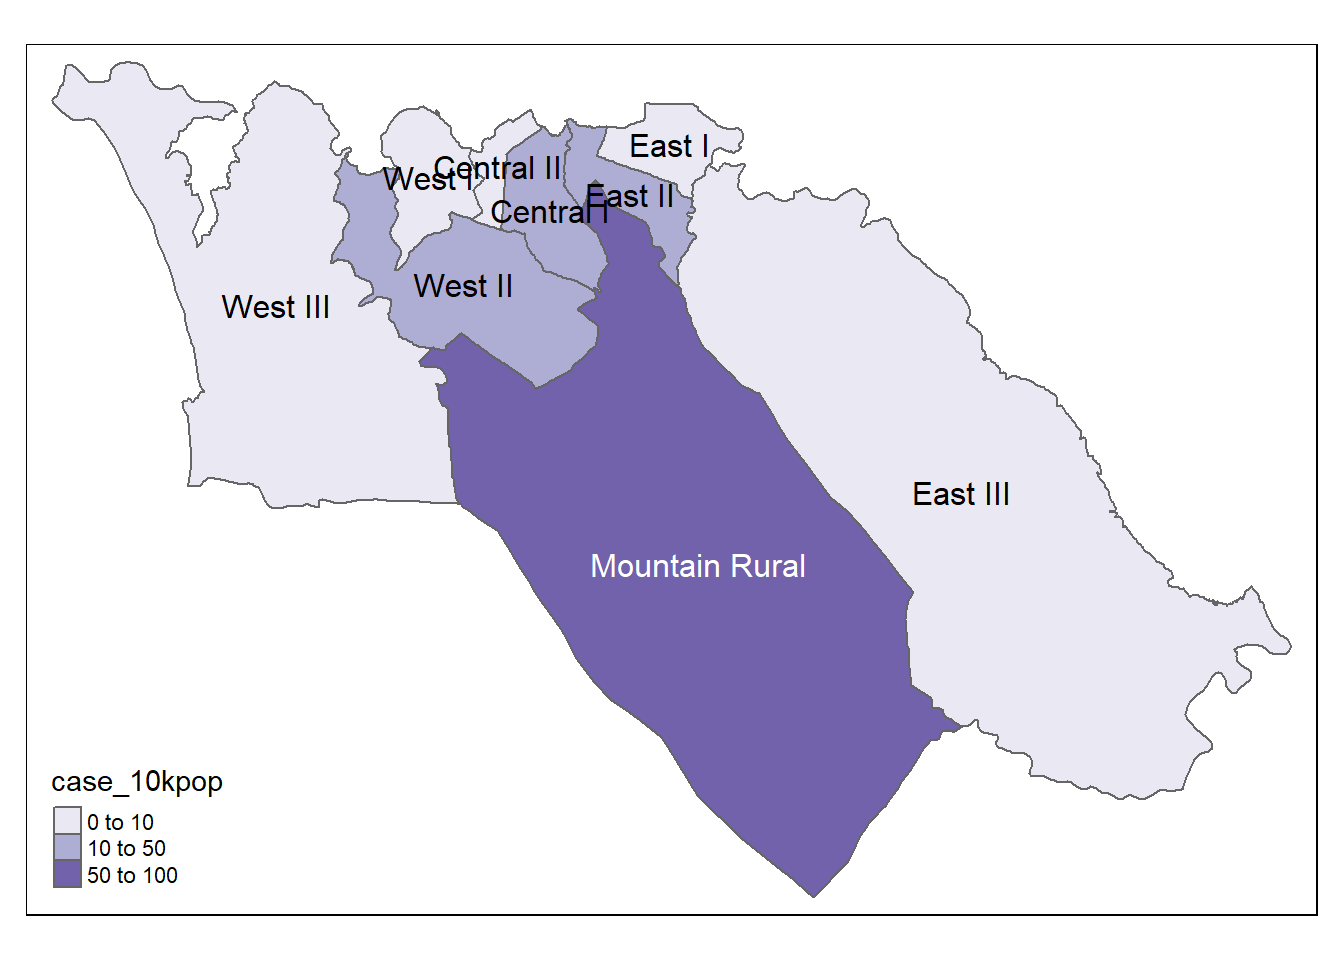 East I
Central II
West I
East II
Central I
West II
West III
East III
Mountain Rural
case_10kpop
0 to 10
10 to 50
50 to 100